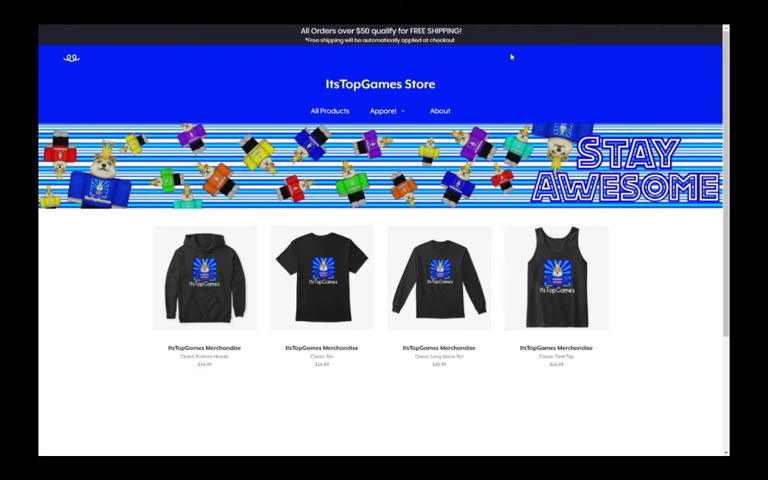 All Orders over $50 qualify for FREE SHIPPING!
*Free shipping will be automatically applied at checkout
ItsTopGames Store
All Products
Apparel
About
STAY
AWESOME
ItsTopGames
ItsTopGames
ItsTopGames
ItsTopGames
ItsTopGames Merchandise
Classic Pullover Hoodie
$34.99
ItsTopGames Merchandise
Classic Tee
$24.99
ItsTopGames Merchandise
Classic Long Sleeve Tee
$29.99
ItsTopGames Merchandise
Classic Tank Top
$24.99